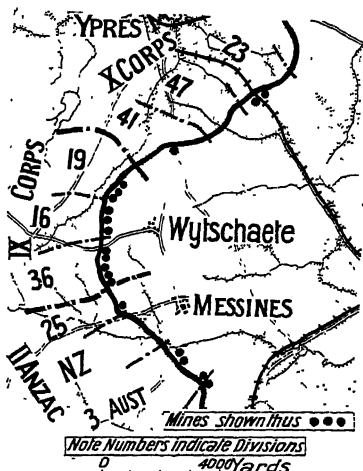 YPRES
X CORPS
23
47
41
19
IX CORPS
16
Wytschaete
36
MESSINES
25
II ANZAC
NZ
3 AUST
Mines shown thus
Note Numbers indicate Divisions
0 4000 Yards